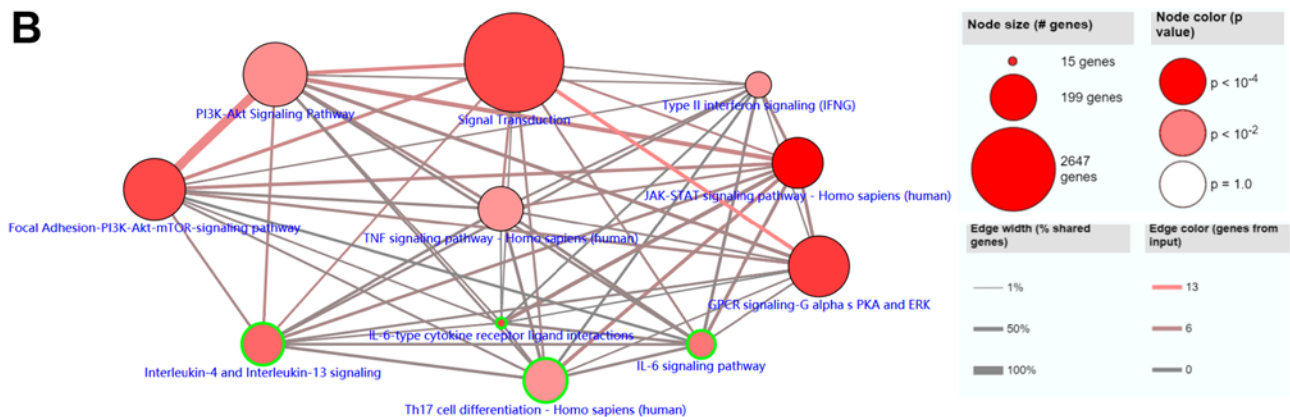 B
PI3K-Akt Signaling Pathway
Signal Transduction
Type II interferon signaling (IFNG)
JAK-STAT signaling pathway - Homo sapiens (human)
Focal Adhesion-PI3K-Akt-mTOR-signaling pathway
TNF signaling pathway - Homo sapiens (human)
GPCR signaling-G alpha s PKA and ERK
IL-6-type cytokine receptor ligand interactions
Interleukin-4 and Interleukin-13 signaling
IL-6 signaling pathway
Th17 cell differentiation - Homo sapiens (human)
Node size (# genes)
15 genes
199 genes
2647
genes
Node color (p
value)
p < 10-4
p < 10-2
p = 1.0
Edge width (% shared
genes)
1%
50%
100%
Edge color (genes from
input)
13
6
0